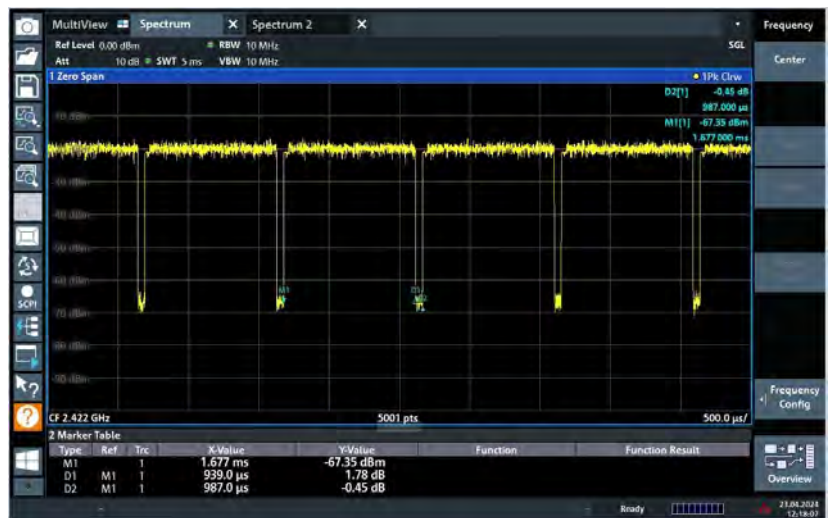 MultiView Spectrum X Spectrum 2 X
Frequency
Ref Level 0.00 dBm RBW 10 MHz SGL
Att 10 dB SWT 5 ms VBW 10 MHz
Center
1 Zero Span 1Pk Clrw
D2[1] -0.45 dB
987.000 µs
M1[1] -67.35 dBm
1.677000 ms
M1
SCPI
Frequency
Config
CF 2.422 GHz 5001 pts 500.0 µs/
2 Marker Table
Type Ref Trc X-Value Y-Value Function Function Result
M1 1 1.677 ms -67.35 dBm
D1 M1 1 939.0 µs 1.78 dB
D2 M1 1 987.0 µs -0.45 dB
Overview
Ready
23.04.2024
12:18:07